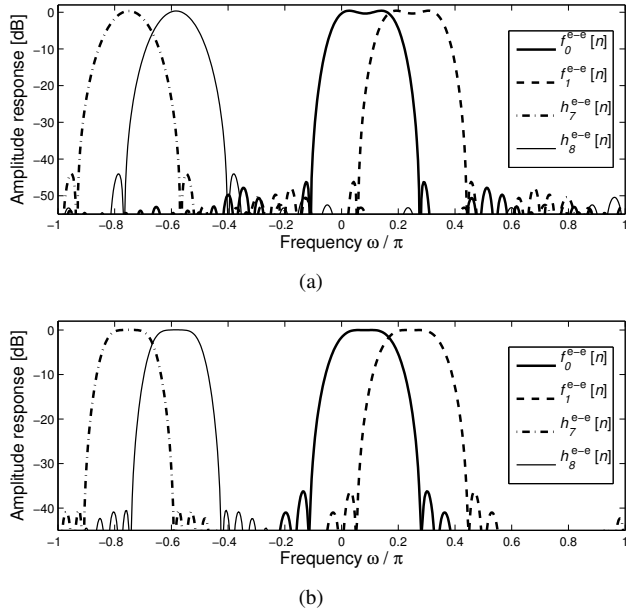 0
−10
−20
−30
−40
−50
Amplitude response [dB]
f₀ᵉ⁻ᵉ[n]
f₁ᵉ⁻ᵉ[n]
h₇ᵉ⁻ᵉ[n]
h₈ᵉ⁻ᵉ[n]
−1 −0.8 −0.6 −0.4 −0.2 0 0.2 0.4 0.6 0.8 1
Frequency ω / π
(a)
0
−10
−20
−30
−40
Amplitude response [dB]
f₀ᵉ⁻ᵉ[n]
f₁ᵉ⁻ᵉ[n]
h₇ᵉ⁻ᵉ[n]
h₈ᵉ⁻ᵉ[n]
−1 −0.8 −0.6 −0.4 −0.2 0 0.2 0.4 0.6 0.8 1
Frequency ω / π
(b)